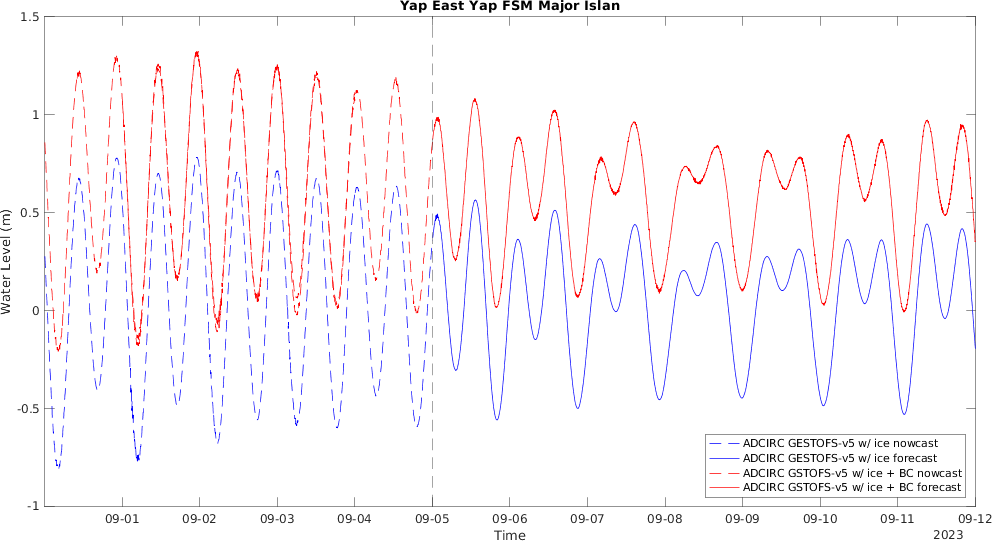 Yap East Yap FSM Major Islan
Water Level (m)
1.5
1
0.5
0
-0.5
-1
09-01
09-02
09-03
09-04
09-05
09-06
09-07
09-08
09-09
09-10
09-11
09-12
Time
2023
ADCIRC GESTOFS-v5 w/ ice nowcast
ADCIRC GESTOFS-v5 w/ ice forecast
ADCIRC GSTOFS-v5 w/ ice + BC nowcast
ADCIRC GSTOFS-v5 w/ ice + BC forecast